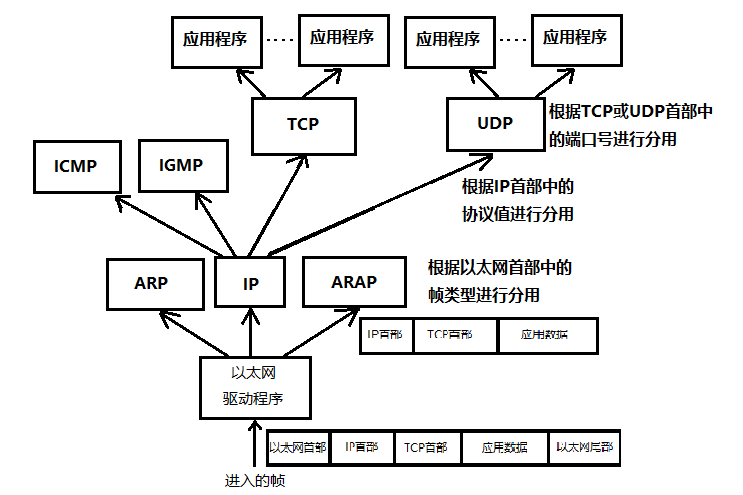 应用程序
应用程序
应用程序
应用程序
TCP
UDP
根据TCP或UDP首部中
的端口号进行分用
ICMP
IGMP
根据IP首部中的
协议值进行分用
ARP
IP
ARAP
根据以太网首部中的
帧类型进行分用
IP首部
TCP首部
应用数据
以太网
驱动程序
以太网首部
IP首部
TCP首部
应用数据
以太网尾部
进入的帧